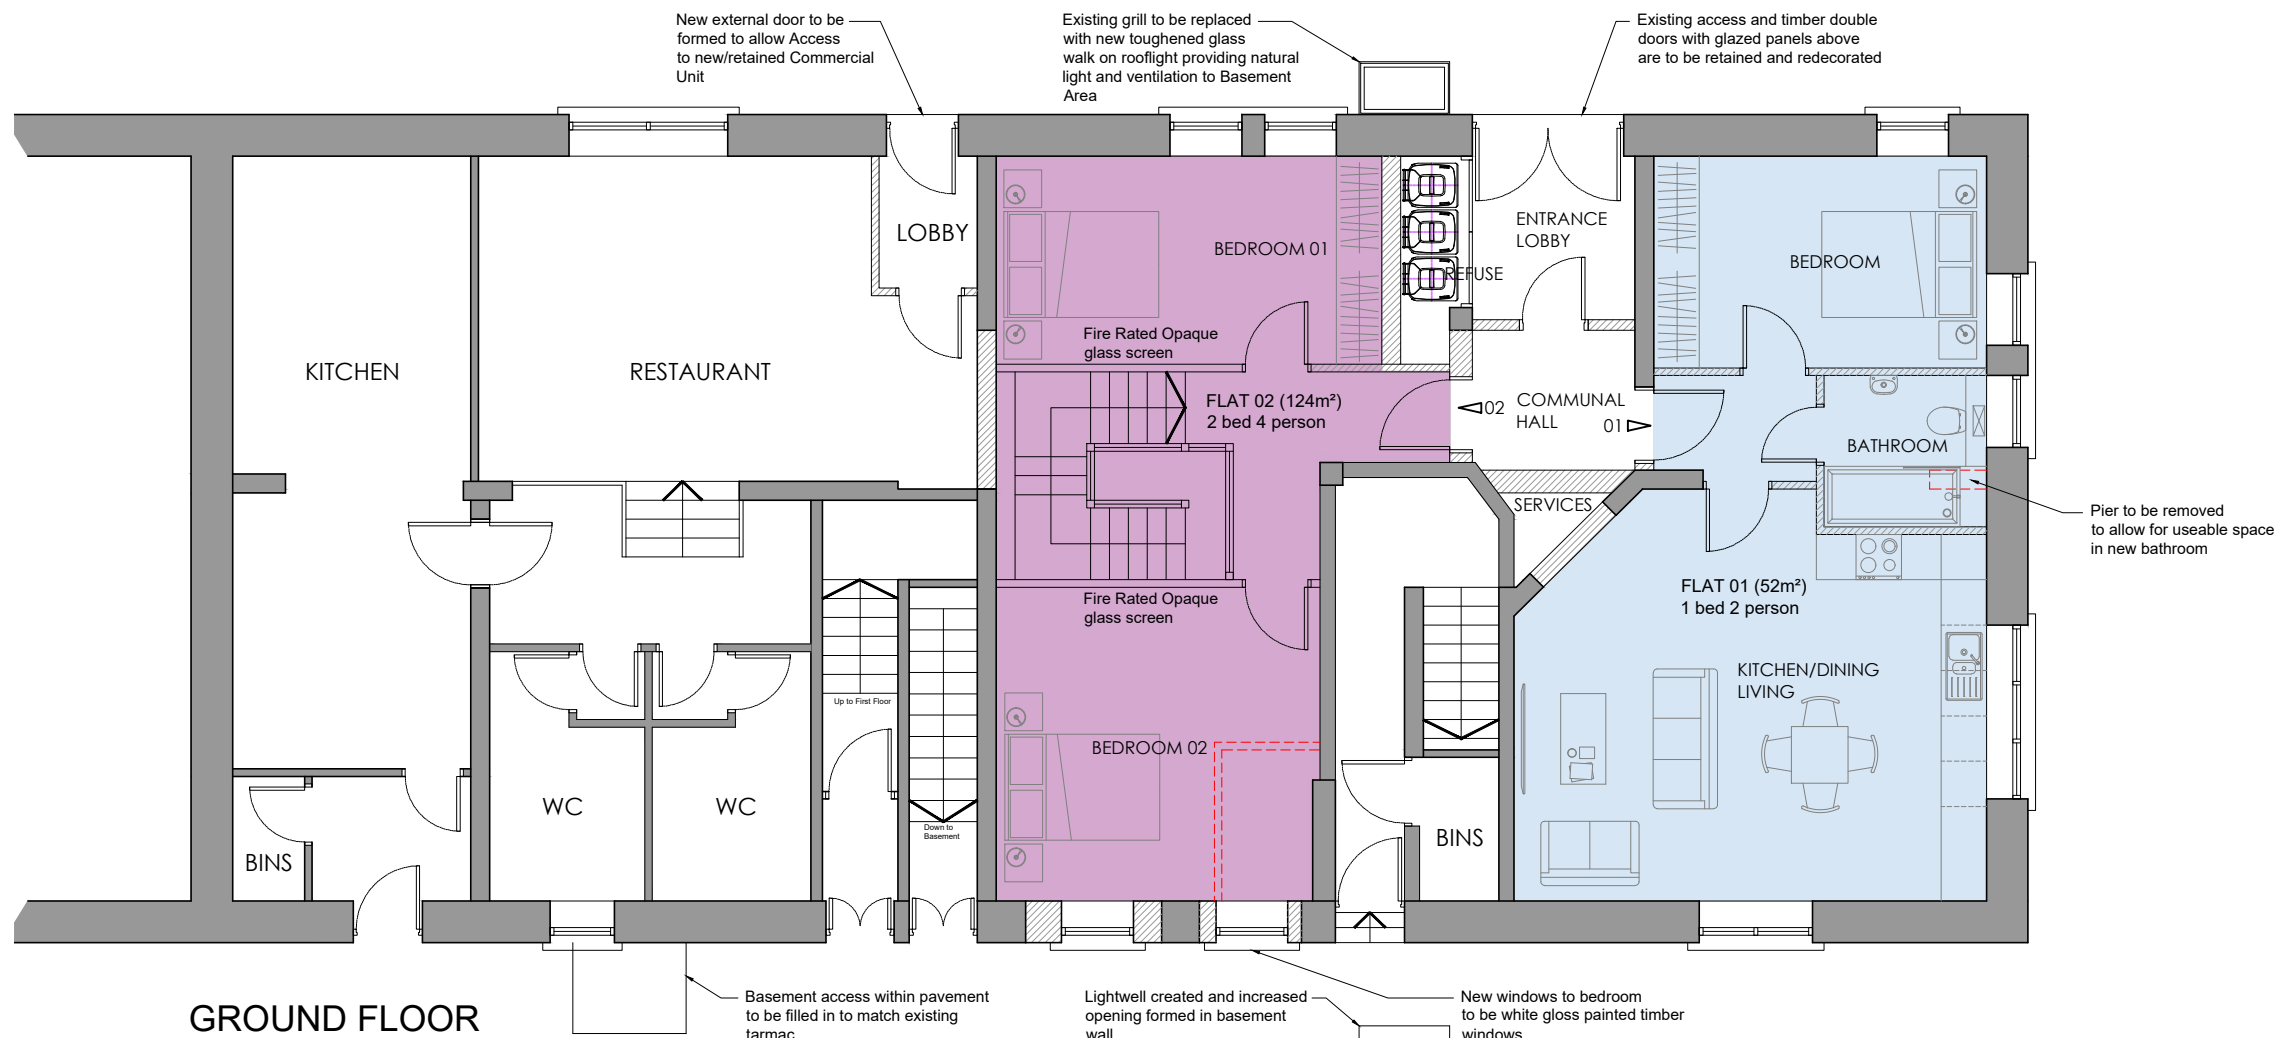 New external door to be
formed to allow Access
to new/retained Commercial
Unit
Existing grill to be replaced
with new toughened glass
walk on rooflight providing natural
light and ventilation to Basement
Area
Existing access and timber double
doors with glazed panels above
are to be retained and redecorated
LOBBY
BEDROOM 01
ENTRANCE
LOBBY
REFUSE
BEDROOM
Fire Rated Opaque
glass screen
KITCHEN
RESTAURANT
FLAT 02 (124m²)
2 bed 4 person
02
COMMUNAL
HALL
01
BATHROOM
SERVICES
Pier to be removed
to allow for useable space
in new bathroom
Fire Rated Opaque
glass screen
FLAT 01 (52m²)
1 bed 2 person
KITCHEN/DINING
LIVING
Up to First Floor
BEDROOM 02
WC
WC
Down to
Basement
BINS
BINS
Basement access within pavement
to be filled in to match existing
tarmac
Lightwell created and increased
opening formed in basement
wall
New windows to bedroom
to be white gloss painted timber
windows
GROUND FLOOR